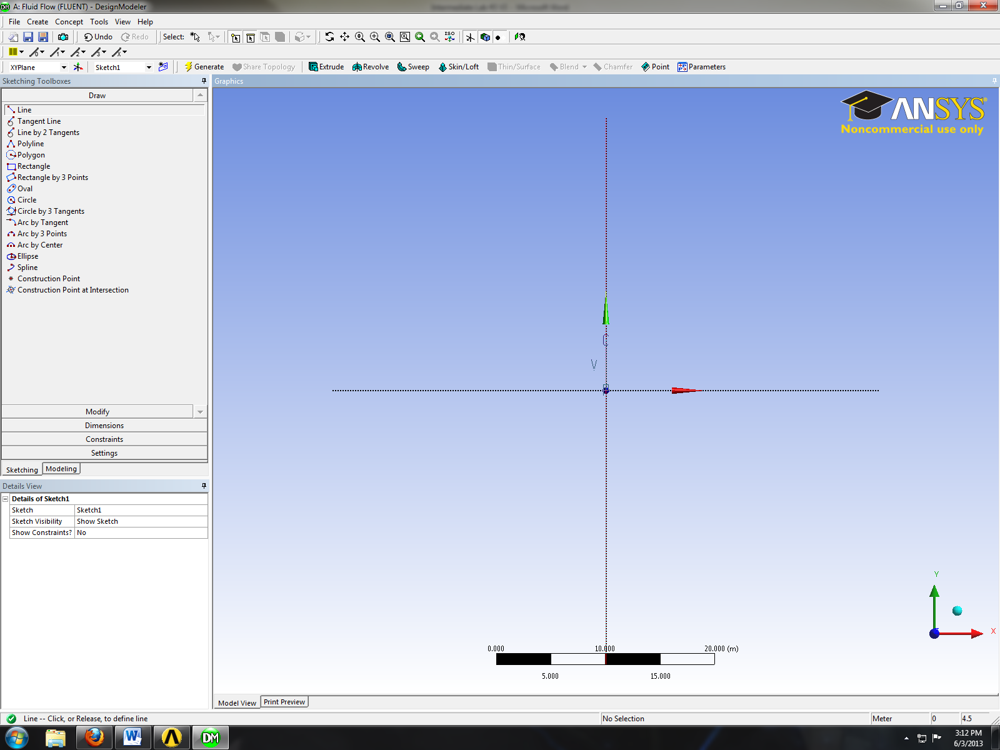 A: Fluid Flow (FLUENT) - DesignModeler
File Create Concept Tools View Help
Undo Redo Select: ISO
XYPlane Sketch1 Generate Share Topology Extrude Revolve Sweep Skin/Loft Thin/Surface Blend Chamfer Point Parameters
Sketching Toolboxes
Draw
Line
Tangent Line
Line by 2 Tangents
Polyline
Polygon
Rectangle
Rectangle by 3 Points
Oval
Circle
Circle by 3 Tangents
Arc by Tangent
Arc by 3 Points
Arc by Center
Ellipse
Spline
Construction Point
Construction Point at Intersection
Modify
Dimensions
Constraints
Settings
Sketching Modeling
Details View
Details of Sketch1
Sketch Sketch1
Sketch Visibility Show Sketch
Show Constraints? No
Graphics
ANSYS®
Noncommercial use only
C
V
Y
X
0.000 10.000 20.000 (m)
5.000 15.000
Model View Print Preview
Line -- Click, or Release, to define line No Selection Meter 0 4.5
W DM
3:12 PM
6/3/2013